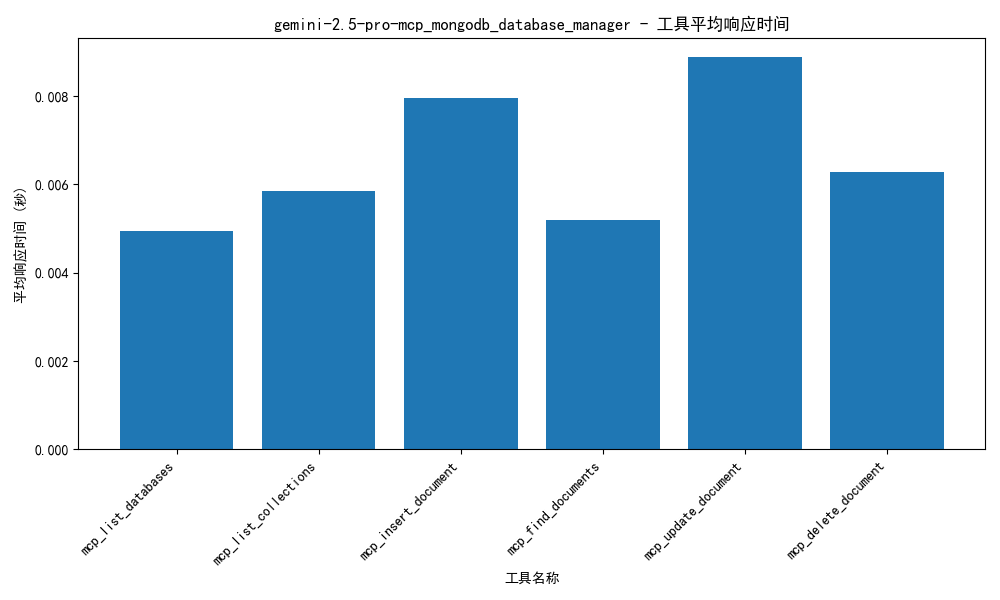 gemini-2.5-pro-mcp_mongodb_database_manager - 工具平均响应时间
平均响应时间 (秒)
0.008
0.006
0.004
0.002
0.000
mcp_list_databases
mcp_list_collections
mcp_insert_document
mcp_find_documents
mcp_update_document
mcp_delete_document
工具名称